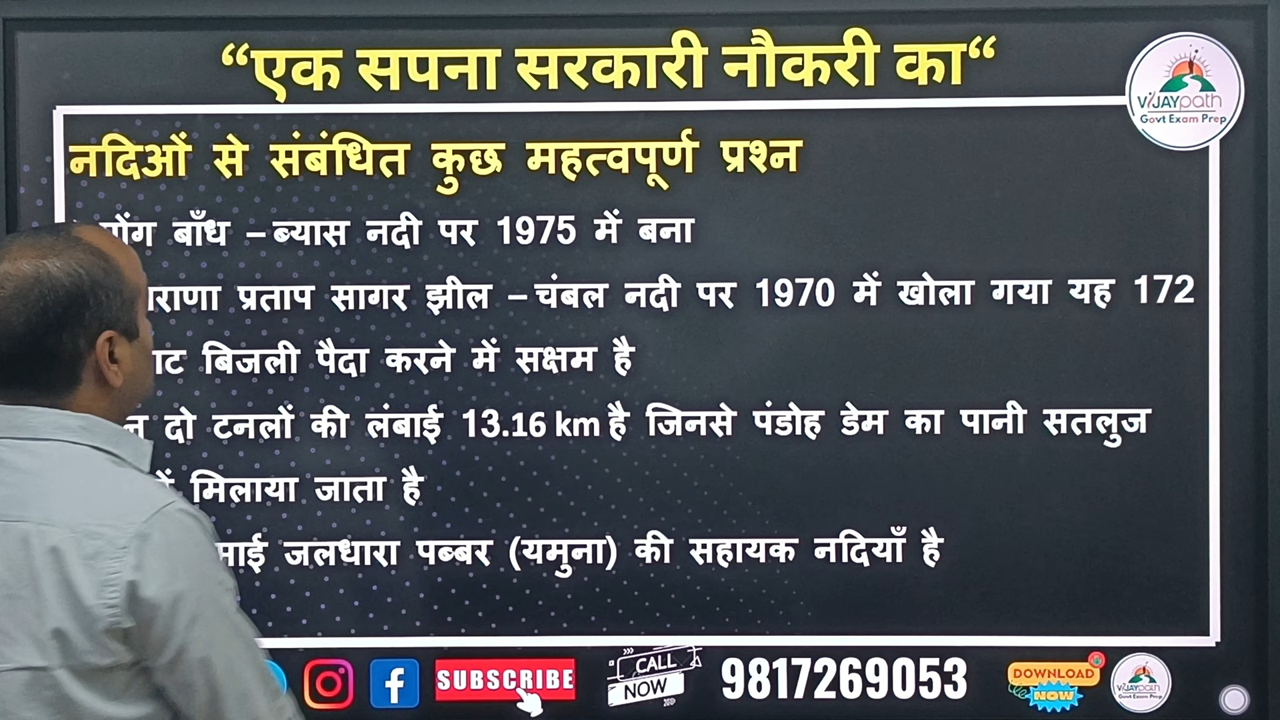 “एक सपना सरकारी नौकरी का“
VIJAYpath
Govt Exam Prep
नदिओं से संबंधित कुछ महत्वपूर्ण प्रश्न
बाँध – ब्यास नदी पर 1975 में बना
प्रताप सागर झील – चंबल नदी पर 1970 में खोला गया यह 172
बिजली पैदा करने में सक्षम है
दो टनलों की लंबाई 13.16 km है जिनसे पंडोह डेम का पानी सतलुज
मिलाया जाता है
जलधारा पब्बर (यमुना) की सहायक नदियाँ है
SUBSCRIBE
CALL
NOW
9817269053
DOWNLOAD
NOW
VIJAYpath
Govt Exam Prep